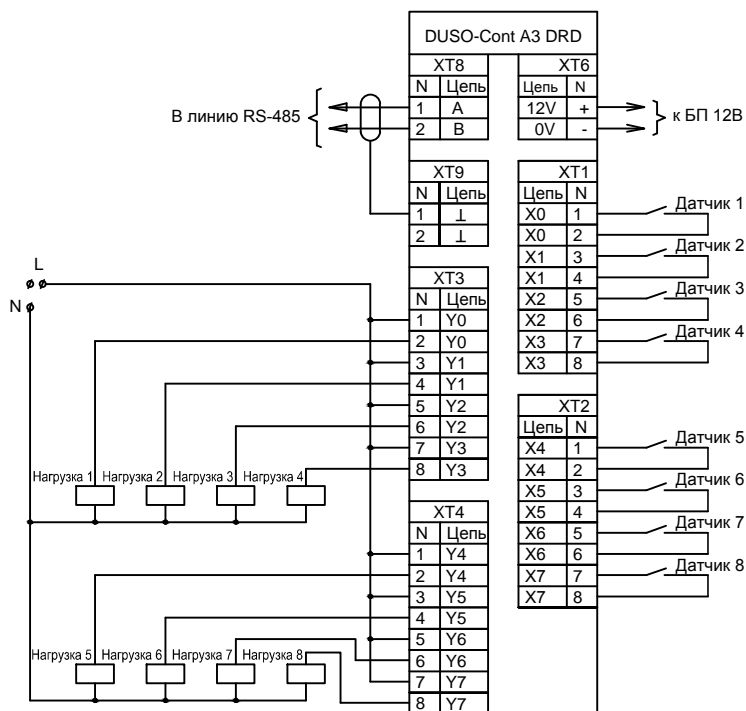 DUSO-Cont A3 DRD
XT8
N Цепь
1 A
2 B
В линию RS-485
XT6
Цепь N
12V +
0V -
к БП 12В
XT9
N Цепь
1 ⊥
2 ⊥
XT1
Цепь N
X0 1
X0 2
X1 3
X1 4
X2 5
X2 6
X3 7
X3 8
Датчик 1
Датчик 2
Датчик 3
Датчик 4
L
N
XT3
N Цепь
1 Y0
2 Y0
3 Y1
4 Y1
5 Y2
6 Y2
7 Y3
8 Y3
Нагрузка 1 Нагрузка 2 Нагрузка 3 Нагрузка 4
XT2
Цепь N
X4 1
X4 2
X5 3
X5 4
X6 5
X6 6
X7 7
X7 8
Датчик 5
Датчик 6
Датчик 7
Датчик 8
XT4
N Цепь
1 Y4
2 Y4
3 Y5
4 Y5
5 Y6
6 Y6
7 Y7
8 Y7
Нагрузка 5 Нагрузка 6 Нагрузка 7 Нагрузка 8